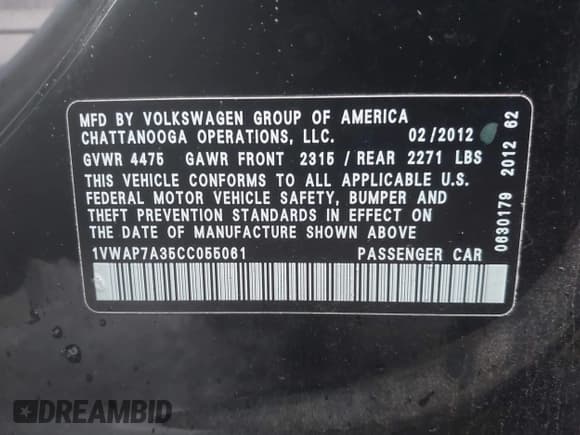 MFD BY VOLKSWAGEN GROUP OF AMERICA
CHATTANOOGA OPERATIONS, LLC. 02/2012
GVWR 4475 GAWR FRONT 2315 / REAR 2271 LBS
THIS VEHICLE CONFORMS TO ALL APPLICABLE U.S.
FEDERAL MOTOR VEHICLE SAFETY, BUMPER AND
THEFT PREVENTION STANDARDS IN EFFECT ON
THE DATE OF MANUFACTURE SHOWN ABOVE
1VWAP7A35CC055061 PASSENGER CAR
0630179 2012 62
DREAMBID